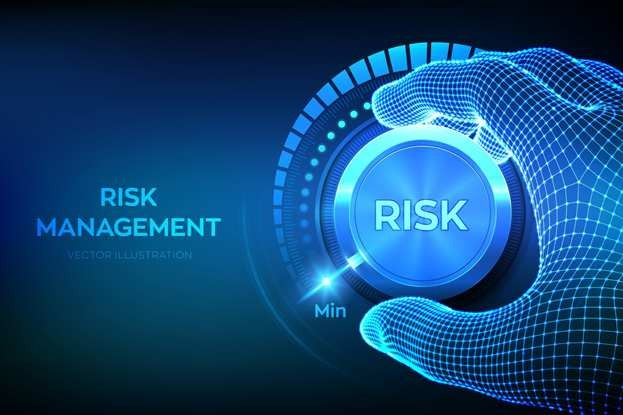 RISK
MANAGEMENT
VECTOR ILLUSTRATION
RISK
Min